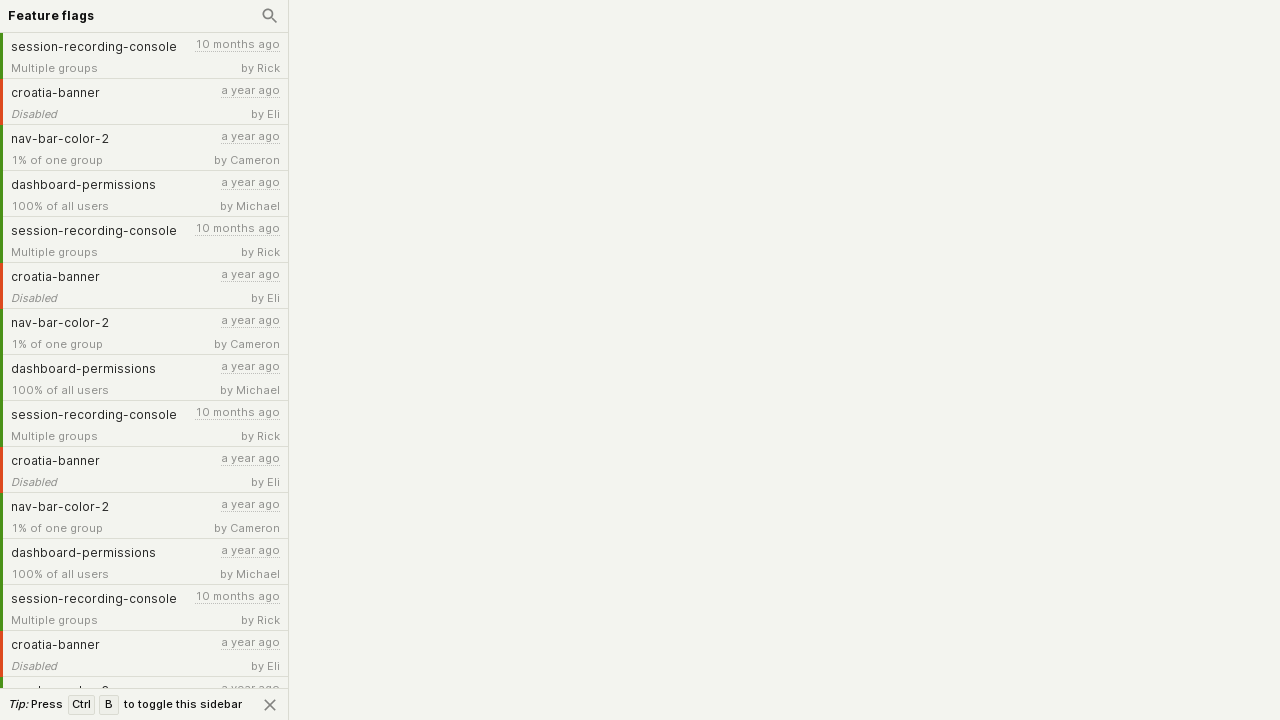 Feature flags
session-recording-console 10 months ago
Multiple groups by Rick
croatia-banner a year ago
Disabled by Eli
nav-bar-color-2 a year ago
1% of one group by Cameron
dashboard-permissions a year ago
100% of all users by Michael
session-recording-console 10 months ago
Multiple groups by Rick
croatia-banner a year ago
Disabled by Eli
nav-bar-color-2 a year ago
1% of one group by Cameron
dashboard-permissions a year ago
100% of all users by Michael
session-recording-console 10 months ago
Multiple groups by Rick
croatia-banner a year ago
Disabled by Eli
nav-bar-color-2 a year ago
1% of one group by Cameron
dashboard-permissions a year ago
100% of all users by Michael
session-recording-console 10 months ago
Multiple groups by Rick
croatia-banner a year ago
Disabled by Eli
Tip: Press Ctrl B to toggle this sidebar